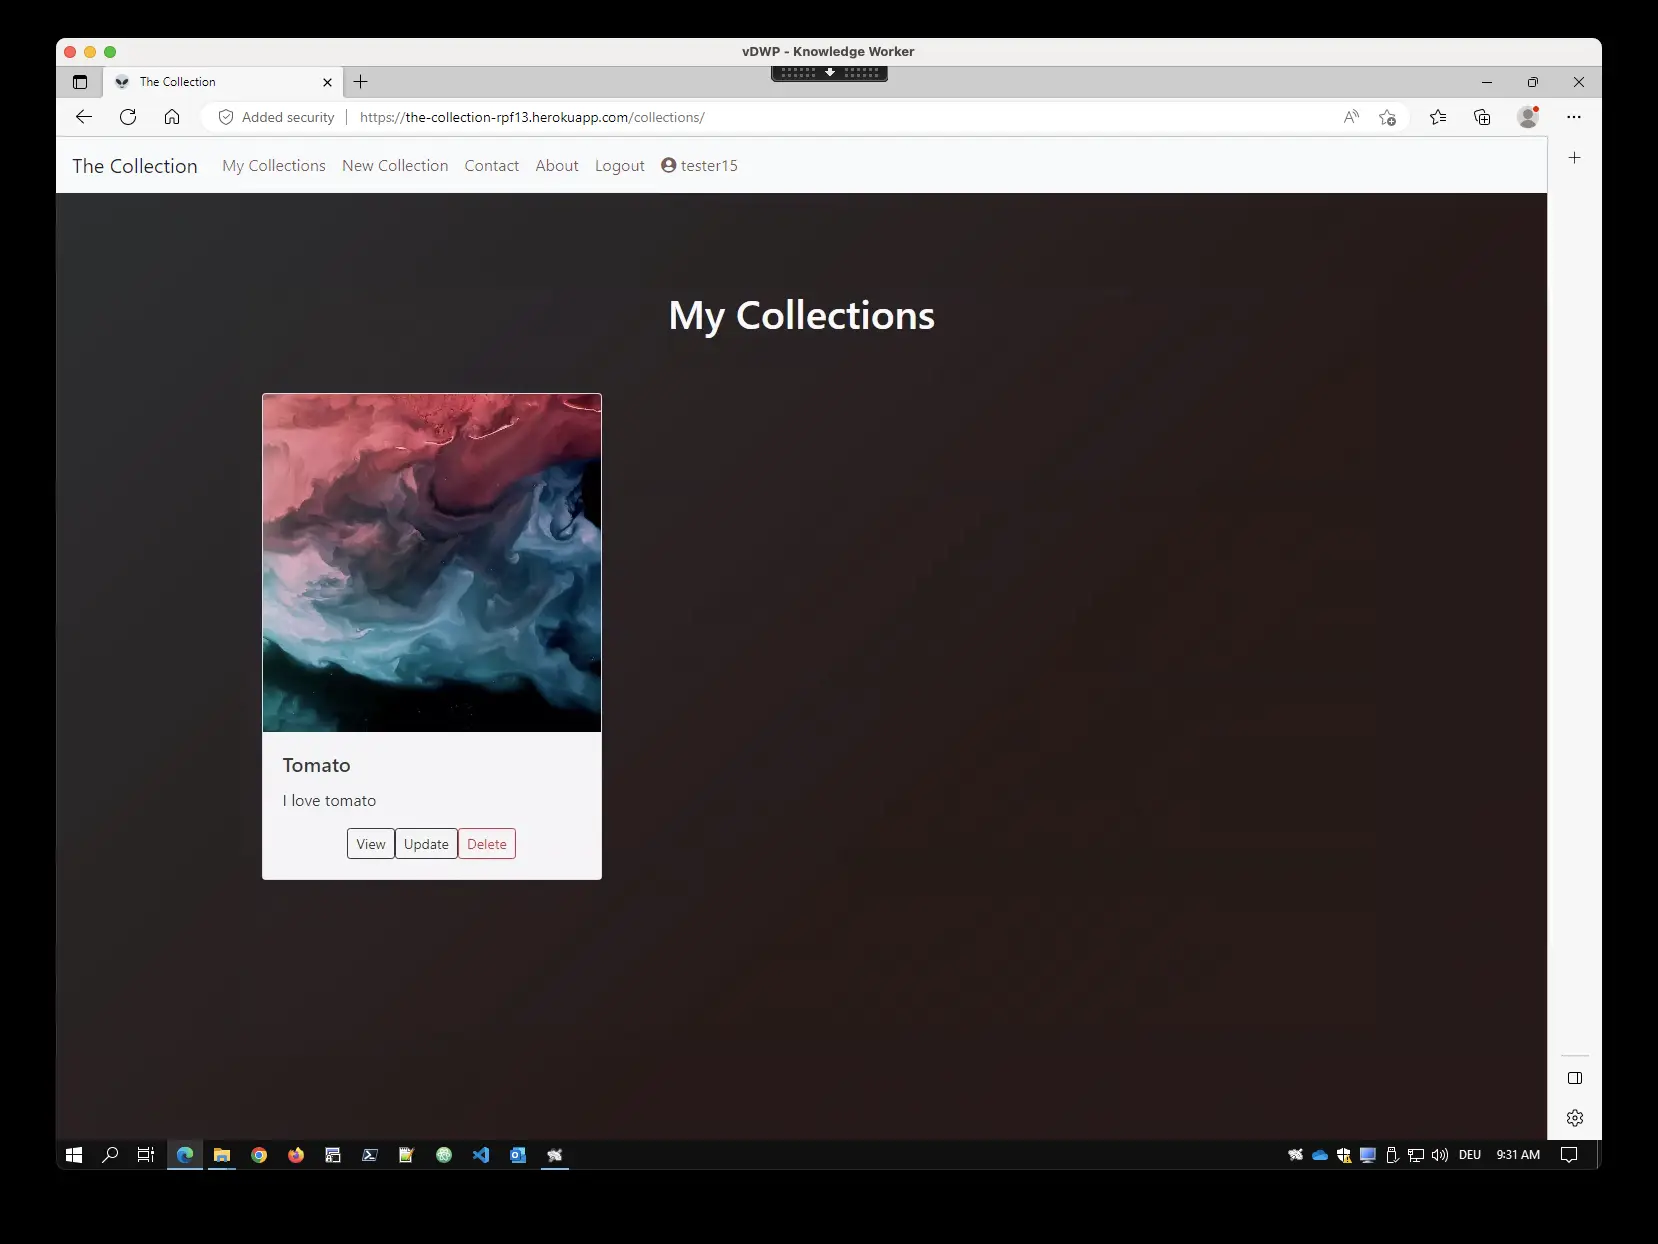 vDWP - Knowledge Worker
The Collection
Added security
https://the-collection-rpf13.herokuapp.com/collections/
The Collection My Collections New Collection Contact About Logout tester15
My Collections
Tomato
I love tomato
View Update Delete
DEU 9:31 AM